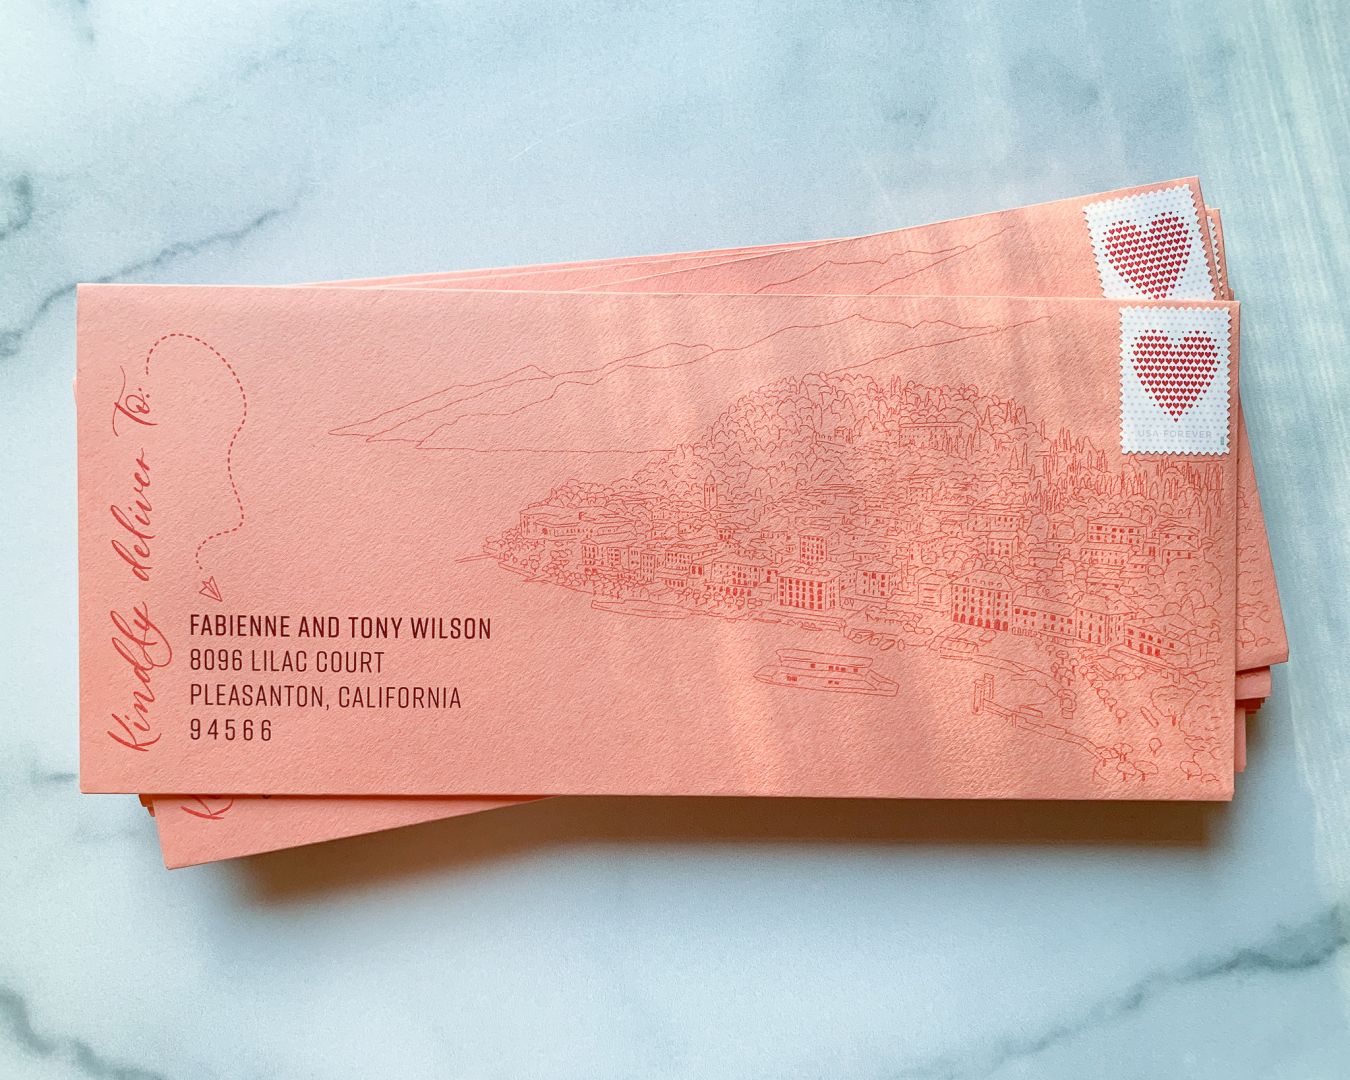 Kindly deliver To:
FABIENNE AND TONY WILSON
8096 LILAC COURT
PLEASANTON, CALIFORNIA
94566
USA FOREVER